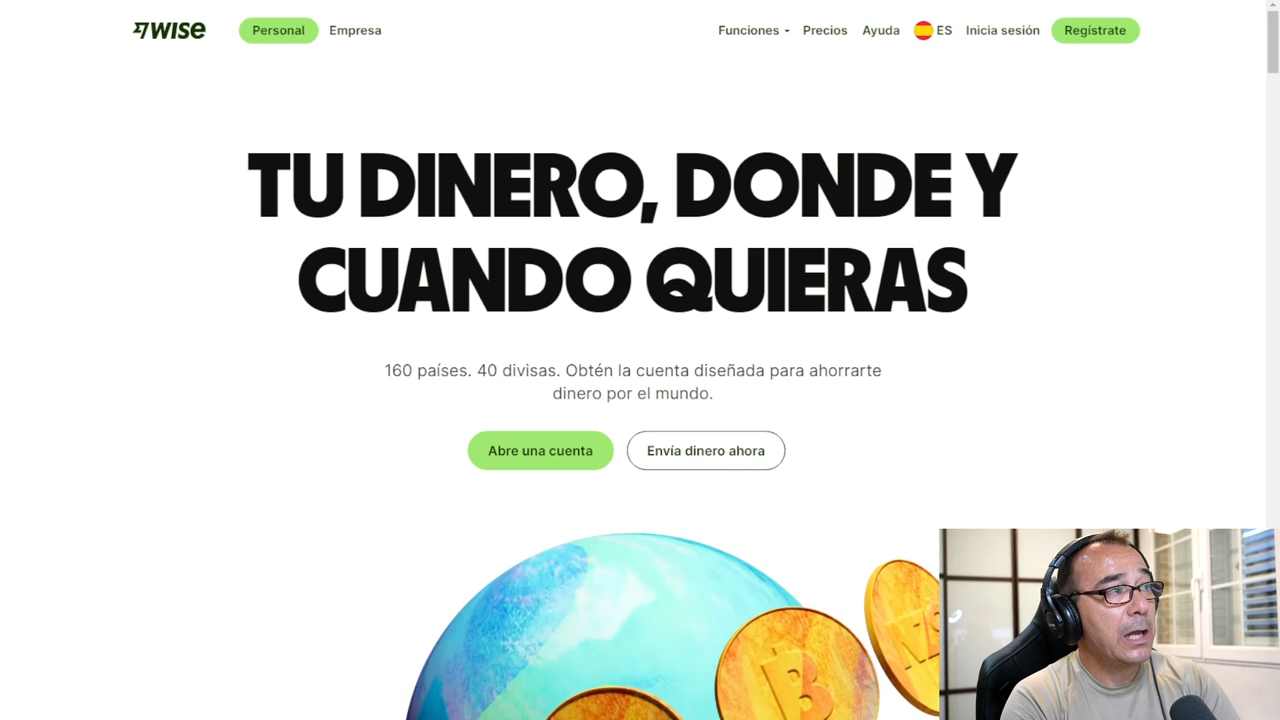 WISE
Personal
Empresa
Funciones
Precios
Ayuda
ES
Inicia sesión
Regístrate
TU DINERO, DONDE Y
CUANDO QUIERAS
160 países. 40 divisas. Obtén la cuenta diseñada para ahorrarte
dinero por el mundo.
Abre una cuenta
Envía dinero ahora